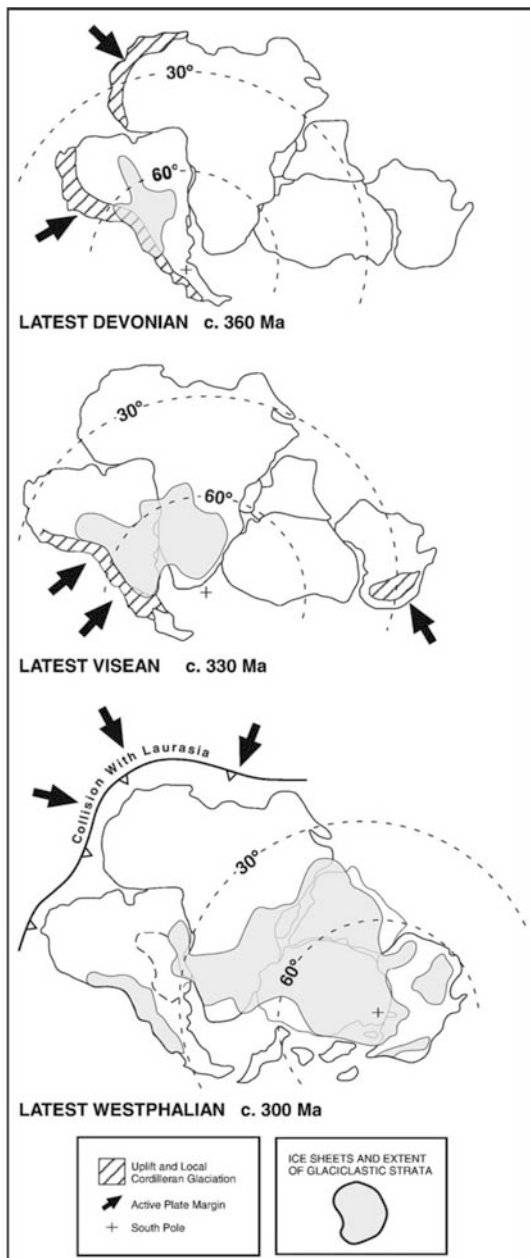 30°
60°
LATEST DEVONIAN c. 360 Ma
30°
60°
LATEST VISEAN c. 330 Ma
Collision With Laurasia
30°
60°
LATEST WESTPHALIAN c. 300 Ma
Uplift and Local
Cordilleran Glaciation
Active Plate Margin
South Pole
ICE SHEETS AND EXTENT
OF GLACICLASTIC STRATA